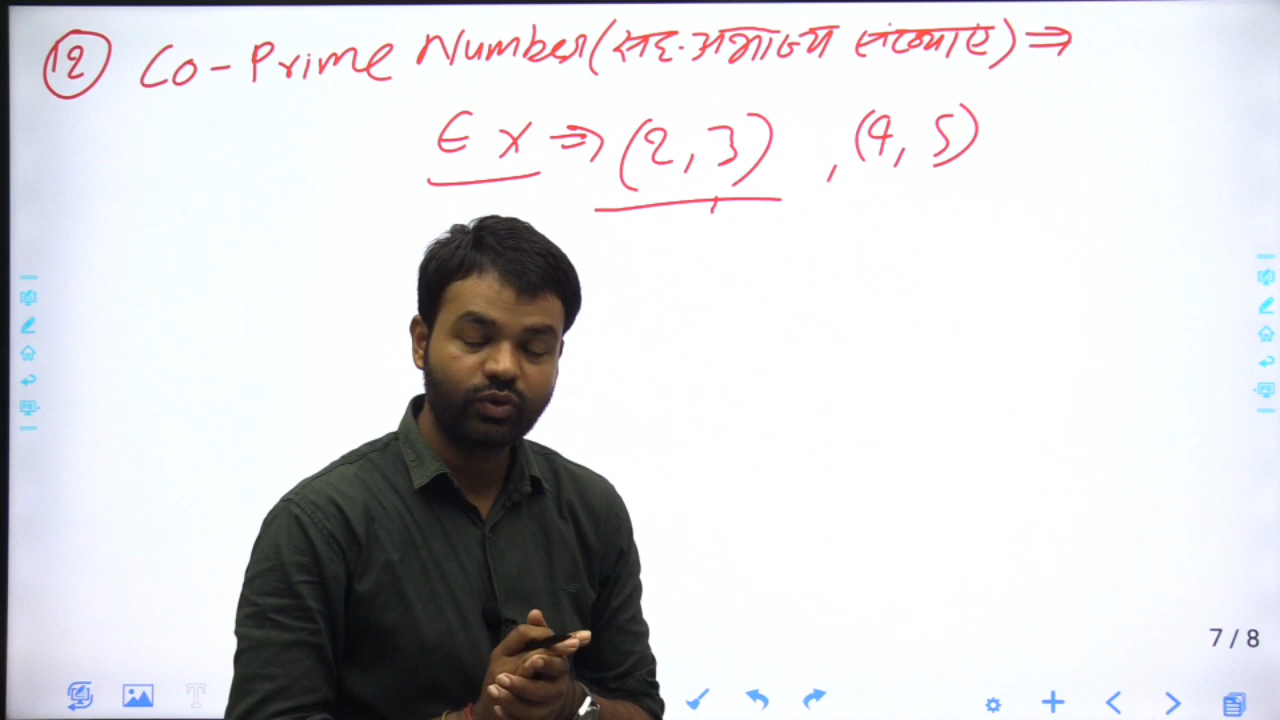 12 Co-Prime Number (सह-अभाज्य संख्याएं) ⇒
Ex ⇒ (2, 3) , (4, 5)
7 / 8